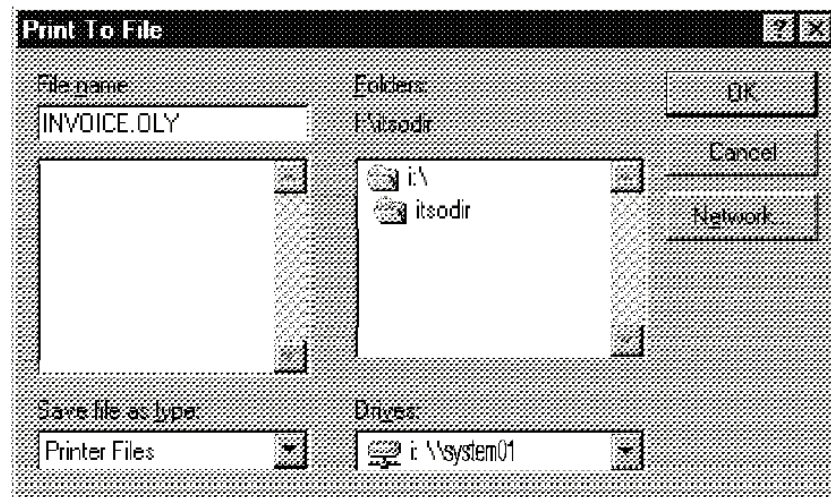 Print To File
File name:
INVOICE.OLY
Folders:
i:\itsodir
i:\
itsodir
OK
Cancel
Network...
Save file as type:
Printer Files
Drives:
i: \\system01